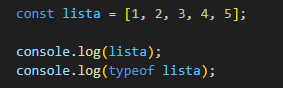 const lista = [1, 2, 3, 4, 5];
console.log(lista);
console.log(typeof lista);